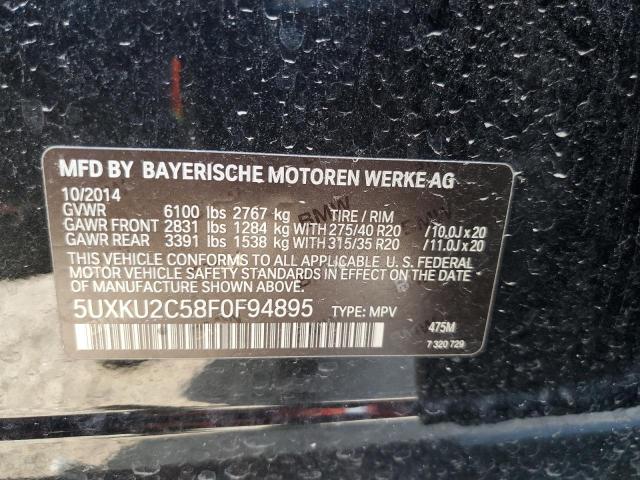 MFD BY BAYERISCHE MOTOREN WERKE AG
10/2014
GVWR 6100 lbs 2767 kg TIRE / RIM
GAWR FRONT 2831 lbs 1284 kg WITH 275/40 R20 /10.0J x 20
GAWR REAR 3391 lbs 1538 kg WITH 315/35 R20 /11.0J x 20
THIS VEHICLE CONFORMS TO ALL APPLICABLE U. S. FEDERAL
MOTOR VEHICLE SAFETY STANDARDS IN EFFECT ON THE DATE
OF MANUFACTURE SHOWN ABOVE.
5UXKU2C58F0F94895 TYPE: MPV
475M
7 320 729
BMW